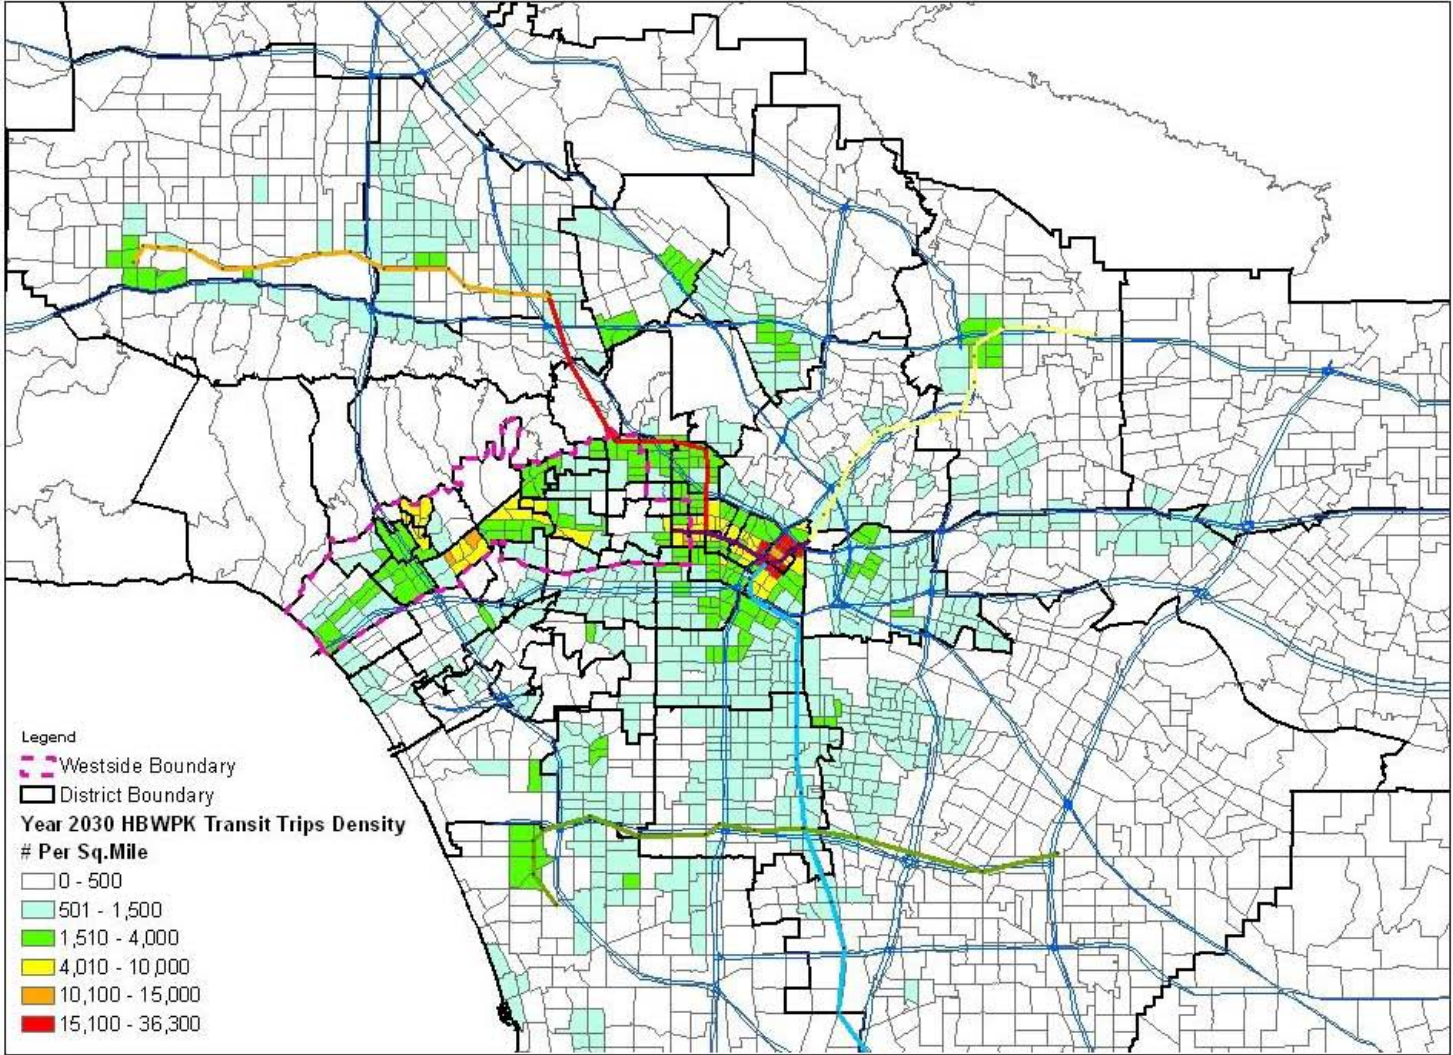 Legend
Westside Boundary
District Boundary
Year 2030 HBWPK Transit Trips Density
# Per Sq.Mile
0 - 500
501 - 1,500
1,510 - 4,000
4,010 - 10,000
10,100 - 15,000
15,100 - 36,300